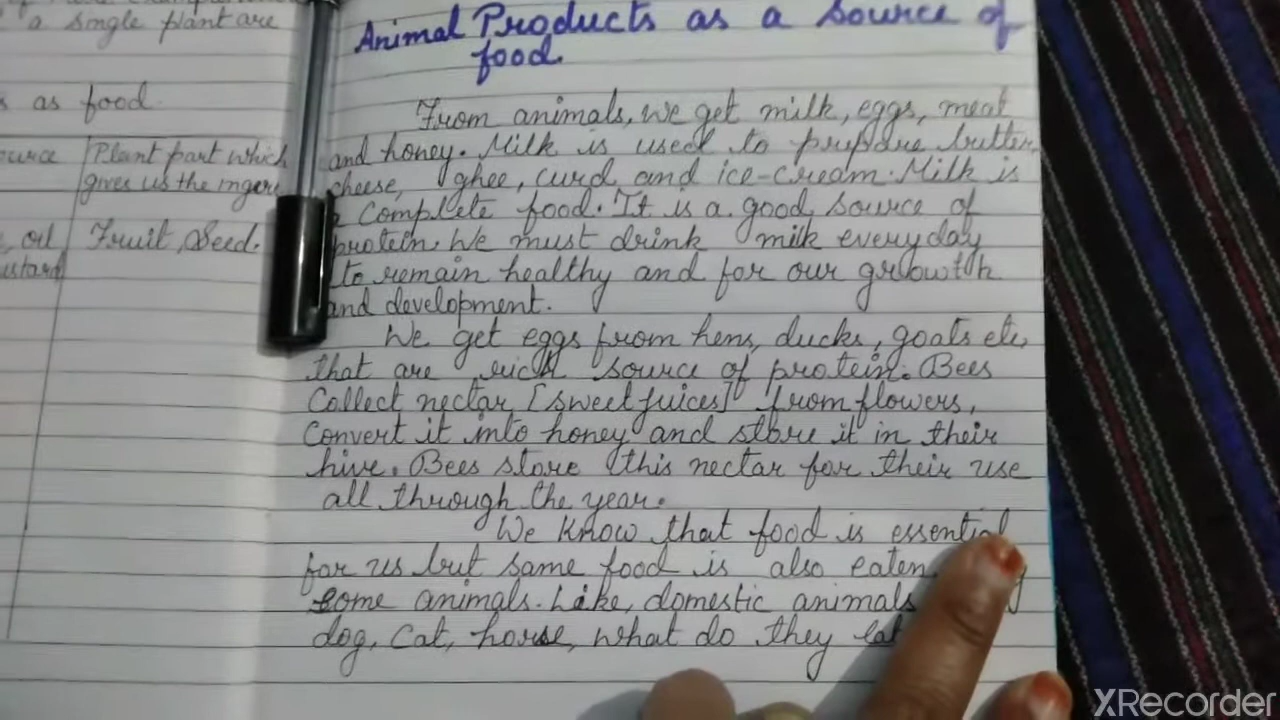 a single plant are
as food
Plant part which
gives us the
oil Fruit, Seed.
Animal Products as a Source of
food.
From animals, we get milk, eggs, meat
and honey. Milk is used to prepare butter,
cheese, ghee, curd and ice-cream. Milk is
Complete food. It is a good source of
protein. We must drink milk everyday
to remain healthy and for our growth
and development.
We get eggs from hens, ducks, goats etc,
that are rich source of protein. Bees
Collect nectar [sweet juices] from flowers,
Convert it into honey and store it in their
hive. Bees store this nectar for their use
all through the year.
We know that food is essential
for us but same food is also eaten
some animals. Like, domestic animals
dog, Cat, horse, what do they eat
XRecorder